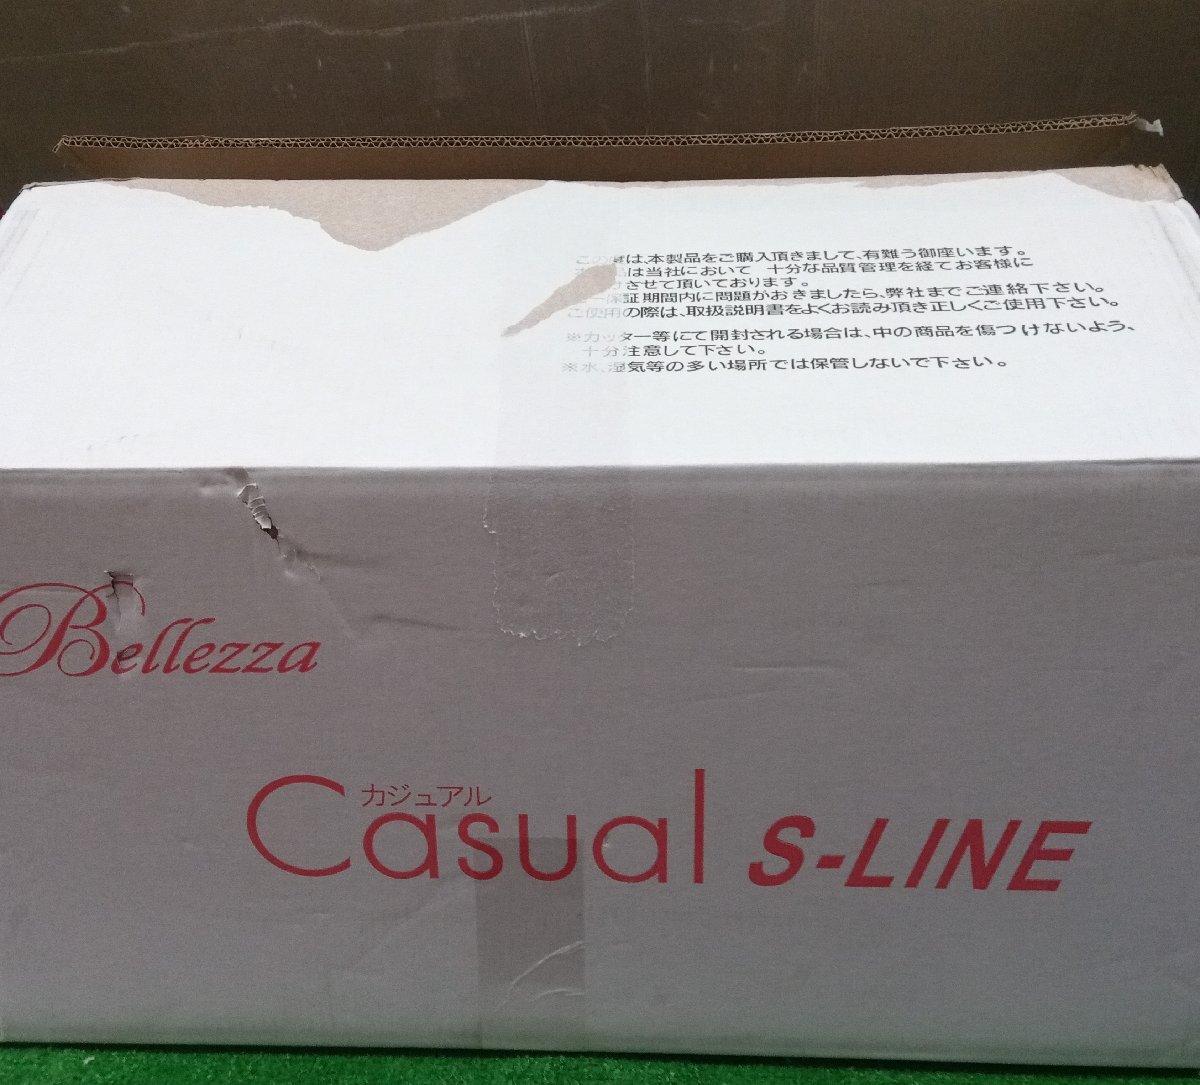 この度は、本製品をご購入頂きまして、有難う御座います。
は当社において 十分な品質管理を経てお客様に
させて頂いております。
保証期間内に問題がおきましたら、弊社までご連絡下さい。
ご使用の際は、取扱説明書をよくお読み頂き正しくご使用下さい。
※カッター等にて開封される場合は、中の商品を傷つけないよう、
十分注意して下さい。
※水、湿気等の多い場所では保管しないで下さい。
Bellezza
カジュアル
Casual S-LINE